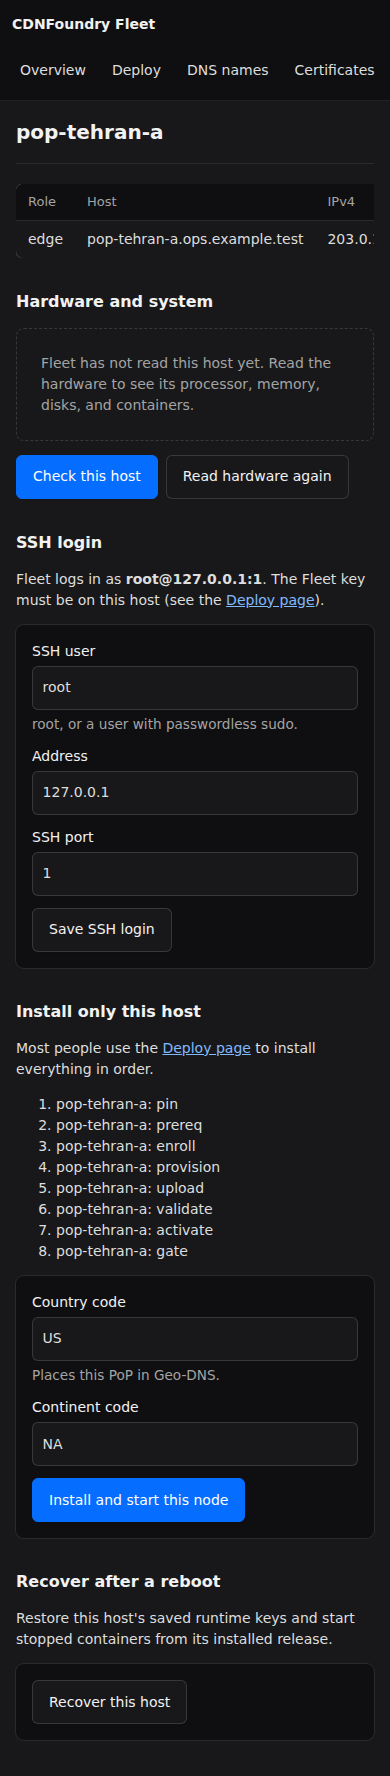 CDNFoundry Fleet
Overview Deploy DNS names Certificates
pop-tehran-a
Role Host IPv4
edge pop-tehran-a.ops.example.test 203.0.
Hardware and system
Fleet has not read this host yet. Read the
hardware to see its processor, memory,
disks, and containers.
Check this host Read hardware again
SSH login
Fleet logs in as root@127.0.0.1:1. The Fleet key
must be on this host (see the Deploy page).
SSH user
root
root, or a user with passwordless sudo.
Address
127.0.0.1
SSH port
1
Save SSH login
Install only this host
Most people use the Deploy page to install
everything in order.
1. pop-tehran-a: pin
2. pop-tehran-a: prereq
3. pop-tehran-a: enroll
4. pop-tehran-a: provision
5. pop-tehran-a: upload
6. pop-tehran-a: validate
7. pop-tehran-a: activate
8. pop-tehran-a: gate
Country code
US
Places this PoP in Geo-DNS.
Continent code
NA
Install and start this node
Recover after a reboot
Restore this host's saved runtime keys and start
stopped containers from its installed release.
Recover this host